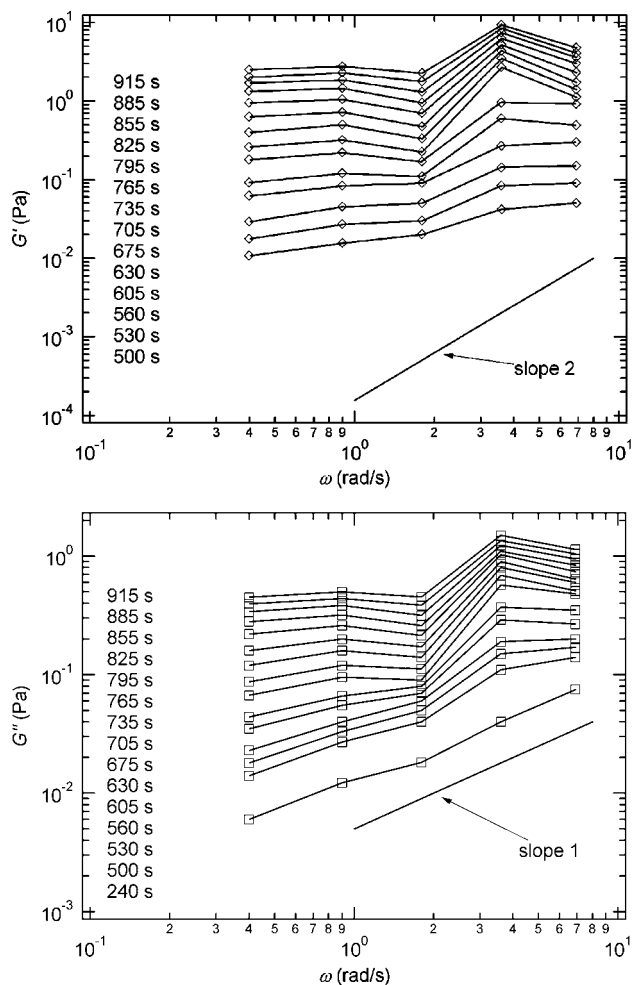 10¹
10⁰
10⁻¹
10⁻²
10⁻³
10⁻⁴
G' (Pa)
915 s
885 s
855 s
825 s
795 s
765 s
735 s
705 s
675 s
630 s
605 s
560 s
530 s
500 s
slope 2
10⁻¹ 2 3 4 5 6 7 8 9 10⁰ 2 3 4 5 6 7 8 9 10¹
ω (rad/s)
10⁰
10⁻¹
10⁻²
10⁻³
G'' (Pa)
915 s
885 s
855 s
825 s
795 s
765 s
735 s
705 s
675 s
630 s
605 s
560 s
530 s
500 s
240 s
slope 1
10⁻¹ 2 3 4 5 6 7 8 9 10⁰ 2 3 4 5 6 7 8 9 10¹
ω (rad/s)